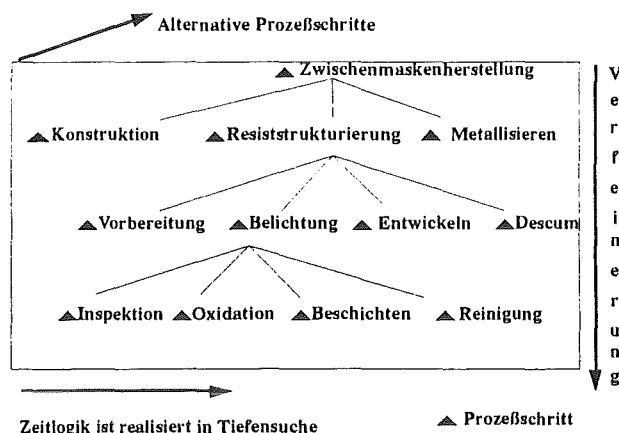 Alternative Prozeßschritte
Zwischenmaskenherstellung
Konstruktion Resiststrukturierung Metallisieren
Vorbereitung Belichtung Entwickeln Descum
Inspektion Oxidation Beschichten Reinigung
Verfeinerung
Zeitlogik ist realisiert in Tiefensuche
Prozeßschritt